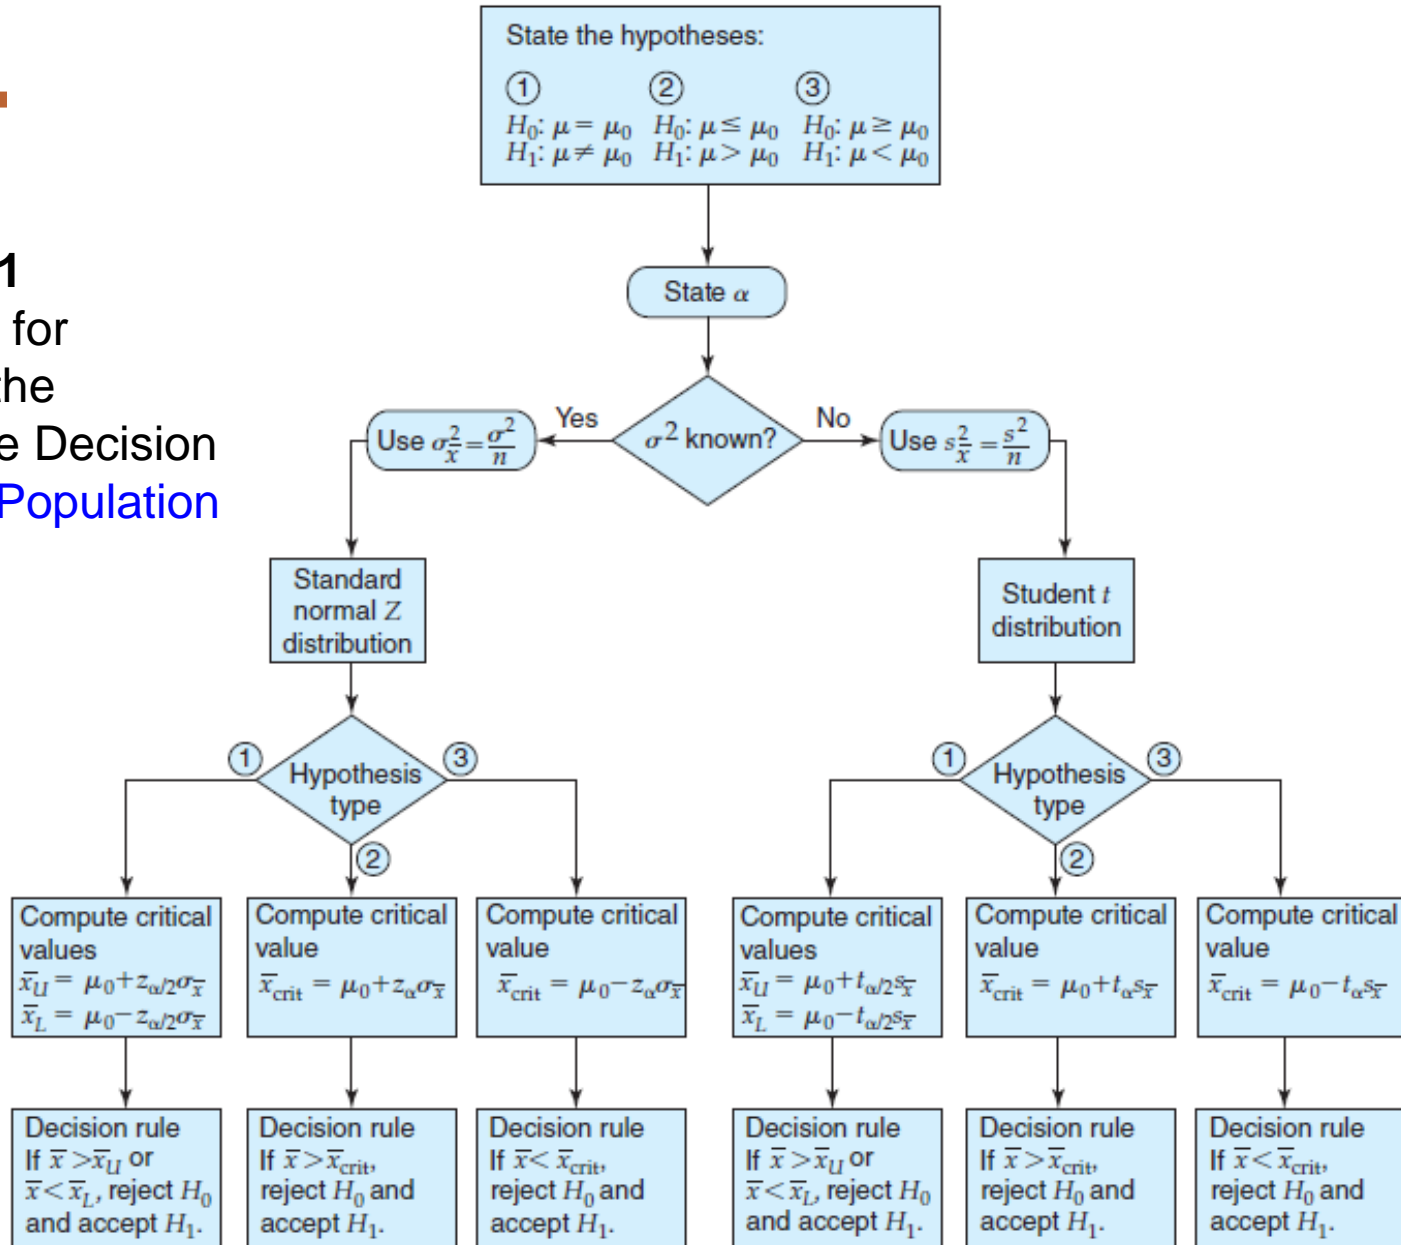 State the hypotheses:
① ② ③
H₀: μ = μ₀ H₀: μ ≤ μ₀ H₀: μ ≥ μ₀
H₁: μ ≠ μ₀ H₁: μ > μ₀ H₁: μ < μ₀
1
for
the
e Decision
Population
State α
σ² known?
Yes
No
Use σ²x̅ = σ²/n
Use s²x̅ = s²/n
Standard
normal Z
distribution
Student t
distribution
① ③
Hypothesis
type
②
① ③
Hypothesis
type
②
Compute critical
values
x̅U = μ₀+zα/2σx̅
x̅L = μ₀−zα/2σx̅
Compute critical
value
x̅crit = μ₀+zασx̅
Compute critical
value
x̅crit = μ₀−zασx̅
Compute critical
values
x̅U = μ₀+tα/2sx̅
x̅L = μ₀−tα/2sx̅
Compute critical
value
x̅crit = μ₀+tαsx̅
Compute critical
value
x̅crit = μ₀−tαsx̅
Decision rule
If x̅ >x̅U or
x̅<x̅L, reject H₀
and accept H₁.
Decision rule
If x̅>x̅crit,
reject H₀ and
accept H₁.
Decision rule
If x̅< x̅crit,
reject H₀ and
accept H₁.
Decision rule
If x̅ >x̅U or
x̅<x̅L, reject H₀
and accept H₁.
Decision rule
If x̅>x̅crit,
reject H₀ and
accept H₁.
Decision rule
If x̅<x̅crit,
reject H₀ and
accept H₁.